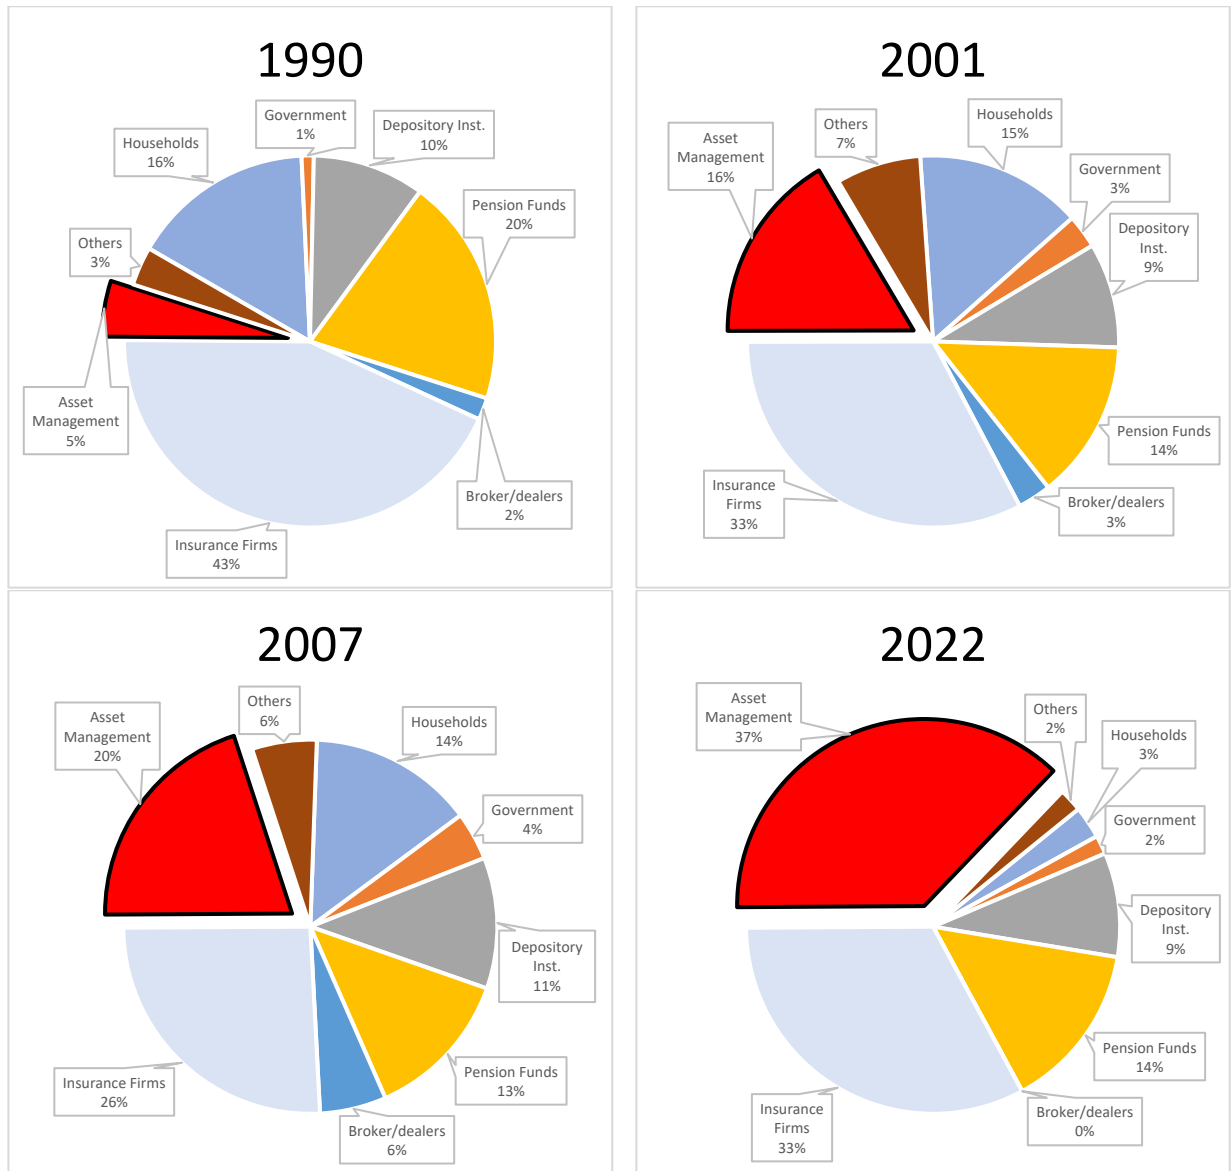 1990
Government
1%
Depository Inst.
10%
Households
16%
Pension Funds
20%
Others
3%
Asset
Management
5%
Broker/dealers
2%
Insurance Firms
43%
2001
Households
15%
Others
7%
Asset
Management
16%
Government
3%
Depository
Inst.
9%
Pension Funds
14%
Insurance
Firms
33%
Broker/dealers
3%
2007
Others
6%
Asset
Management
20%
Households
14%
Government
4%
Depository
Inst.
11%
Pension Funds
13%
Insurance Firms
26%
Broker/dealers
6%
2022
Asset
Management
37%
Others
2%
Households
3%
Government
2%
Depository
Inst.
9%
Pension Funds
14%
Broker/dealers
0%
Insurance
Firms
33%